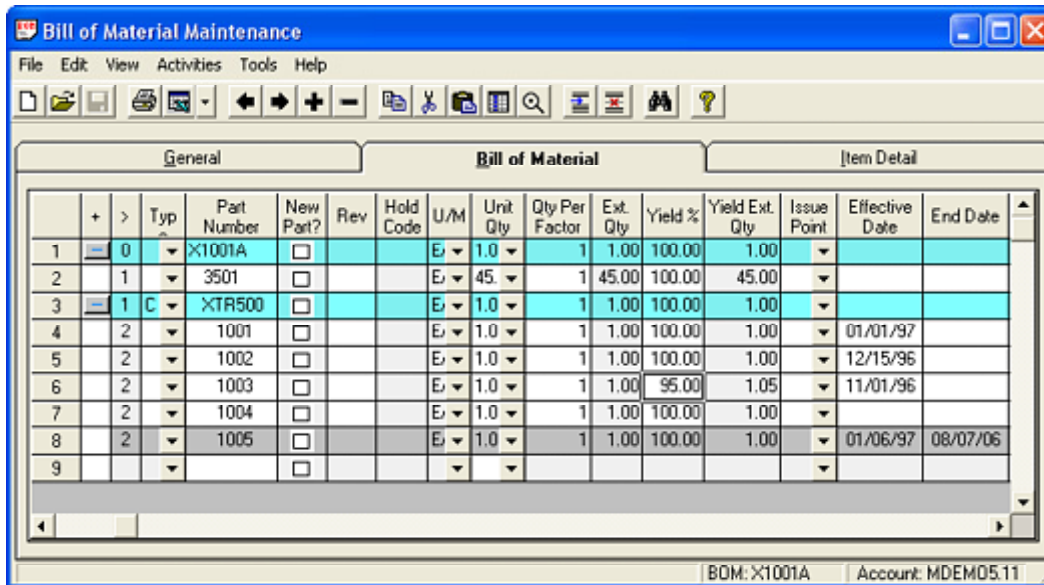 Bill of Material Maintenance
File Edit View Activities Tools Help
General Bill of Material Item Detail
+ > Typ Part Number New Part? Rev Hold Code U/M Unit Qty Qty Per Factor Ext. Qty Yield % Yield Ext. Qty Issue Point Effective Date End Date
1 0 X1001A 1.0 1 1.00 100.00 1.00
2 1 3501 45. 1 45.00 100.00 45.00
3 1 C XTR500 1.0 1 1.00 100.00 1.00
4 2 1001 1.0 1 1.00 100.00 1.00 01/01/97
5 2 1002 1.0 1 1.00 100.00 1.00 12/15/96
6 2 1003 1.0 1 1.00 95.00 1.05 11/01/96
7 2 1004 1.0 1 1.00 100.00 1.00
8 2 1005 1.0 1 1.00 100.00 1.00 01/06/97 08/07/06
9
BOM: X1001A Account: MDEMO5.11